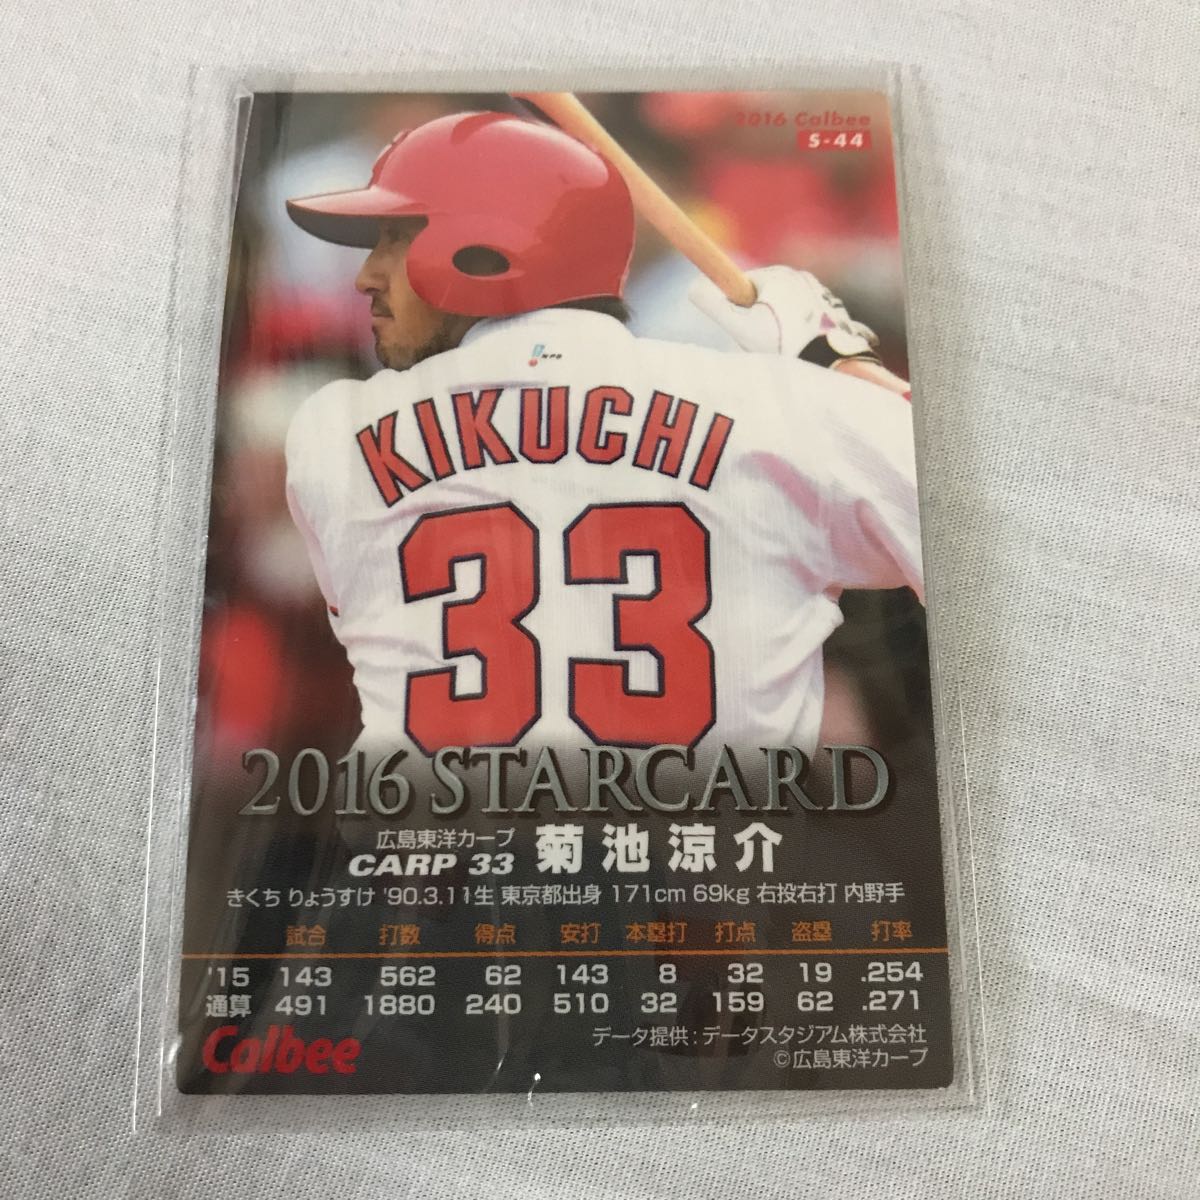 2016 Calbee
S-44
NPB
KIKUCHI
33
2016 STARCARD
広島東洋カープ
CARP 33 菊池涼介
きくち りょうすけ '90.3.11生 東京都出身 171cm 69kg 右投右打 内野手
試合 打数 得点 安打 本塁打 打点 盗塁 打率
'15 143 562 62 143 8 32 19 .254
通算 491 1880 240 510 32 159 62 .271
Calbee
データ提供：データスタジアム株式会社
©広島東洋カープ